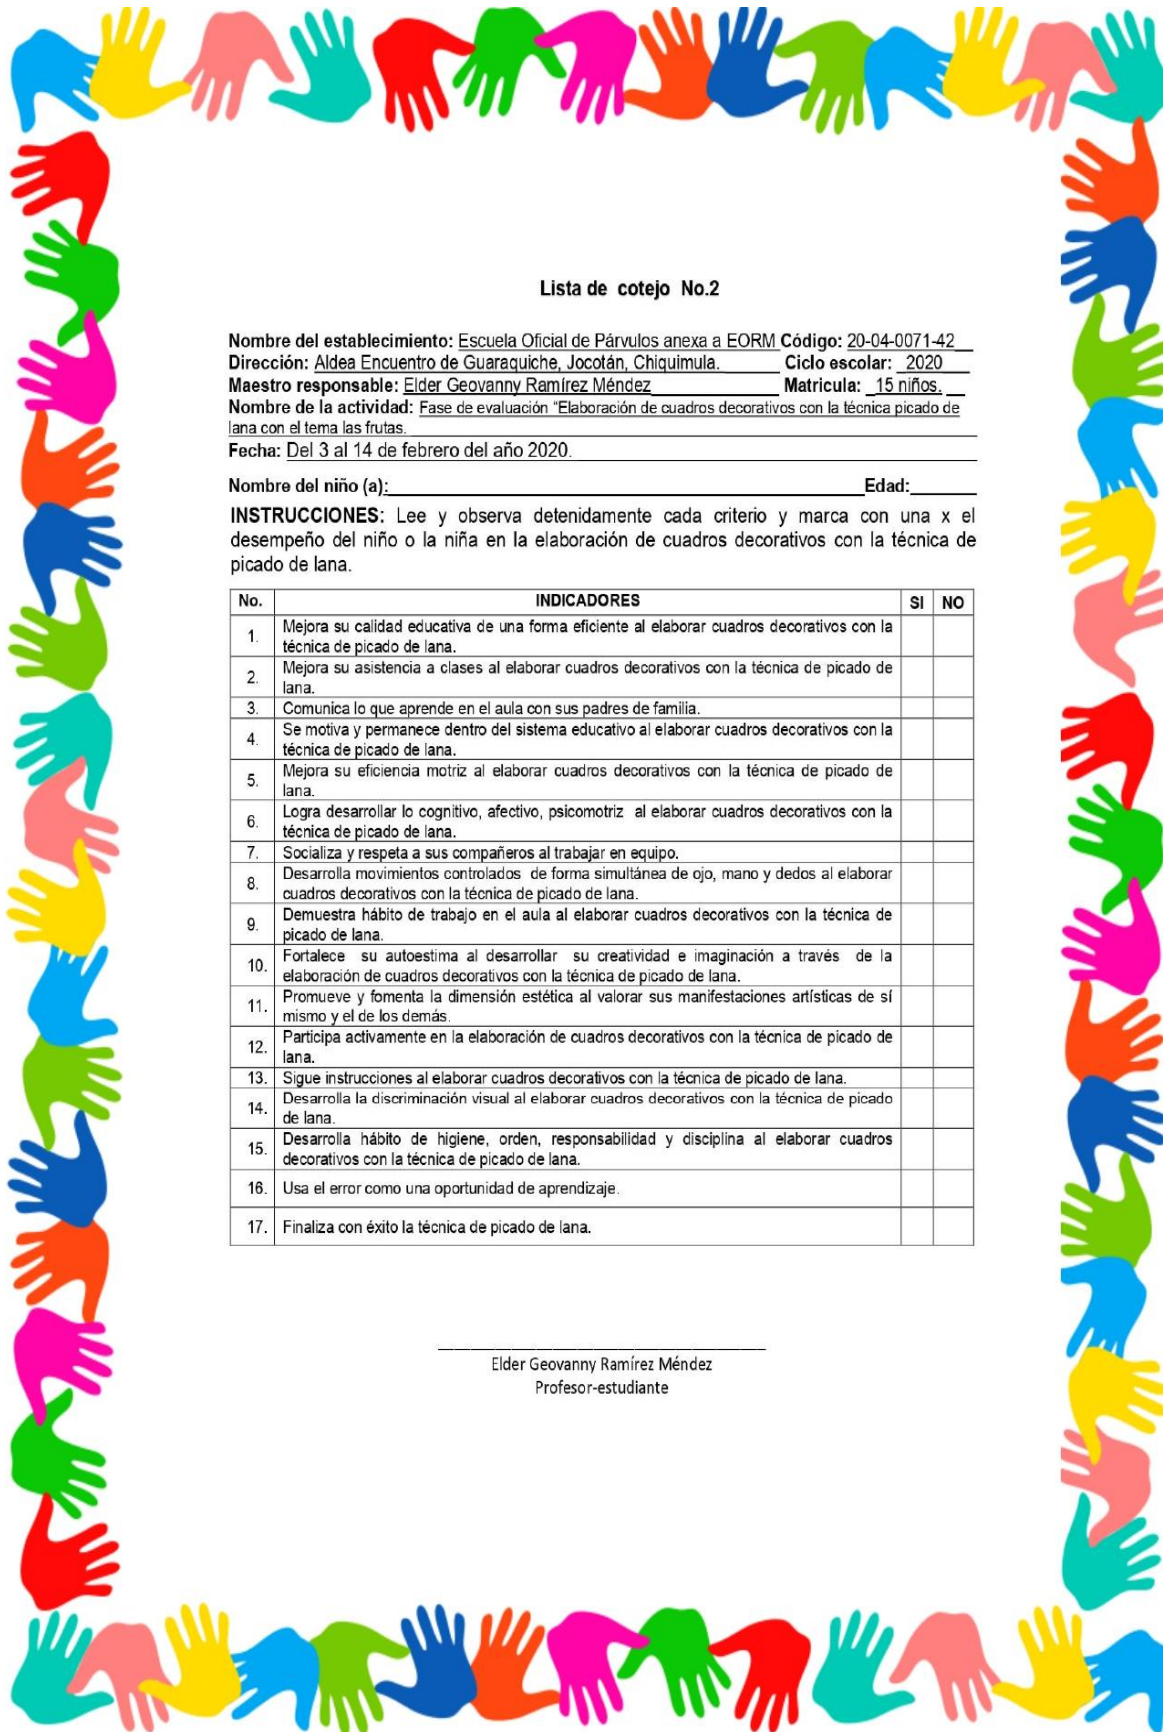 Lista de cotejo No.2
Nombre del establecimiento: Escuela Oficial de Párvulos anexa a EORM Código: 20-04-0071-42
Dirección: Aldea Encuentro de Guaraquiche, Jocotán, Chiquimula. Ciclo escolar: 2020
Maestro responsable: Elder Geovanny Ramírez Méndez Matricula: 15 niños.
Nombre de la actividad: Fase de evaluación “Elaboración de cuadros decorativos con la técnica picado de
lana con el tema las frutas.
Fecha: Del 3 al 14 de febrero del año 2020.
Nombre del niño (a): Edad:
INSTRUCCIONES: Lee y observa detenidamente cada criterio y marca con una x el
desempeño del niño o la niña en la elaboración de cuadros decorativos con la técnica de
picado de lana.
No. INDICADORES SI NO
1. Mejora su calidad educativa de una forma eficiente al elaborar cuadros decorativos con la
técnica de picado de lana.
2. Mejora su asistencia a clases al elaborar cuadros decorativos con la técnica de picado de
lana.
3. Comunica lo que aprende en el aula con sus padres de familia.
4. Se motiva y permanece dentro del sistema educativo al elaborar cuadros decorativos con la
técnica de picado de lana.
5. Mejora su eficiencia motriz al elaborar cuadros decorativos con la técnica de picado de
lana.
6. Logra desarrollar lo cognitivo, afectivo, psicomotriz al elaborar cuadros decorativos con la
técnica de picado de lana.
7. Socializa y respeta a sus compañeros al trabajar en equipo.
8. Desarrolla movimientos controlados de forma simultánea de ojo, mano y dedos al elaborar
cuadros decorativos con la técnica de picado de lana.
9. Demuestra hábito de trabajo en el aula al elaborar cuadros decorativos con la técnica de
picado de lana.
10. Fortalece su autoestima al desarrollar su creatividad e imaginación a través de la
elaboración de cuadros decorativos con la técnica de picado de lana.
11. Promueve y fomenta la dimensión estética al valorar sus manifestaciones artísticas de sí
mismo y el de los demás.
12. Participa activamente en la elaboración de cuadros decorativos con la técnica de picado de
lana.
13. Sigue instrucciones al elaborar cuadros decorativos con la técnica de picado de lana.
14. Desarrolla la discriminación visual al elaborar cuadros decorativos con la técnica de picado
de lana.
15. Desarrolla hábito de higiene, orden, responsabilidad y disciplina al elaborar cuadros
decorativos con la técnica de picado de lana.
16. Usa el error como una oportunidad de aprendizaje.
17. Finaliza con éxito la técnica de picado de lana.
Elder Geovanny Ramírez Méndez
Profesor-estudiante